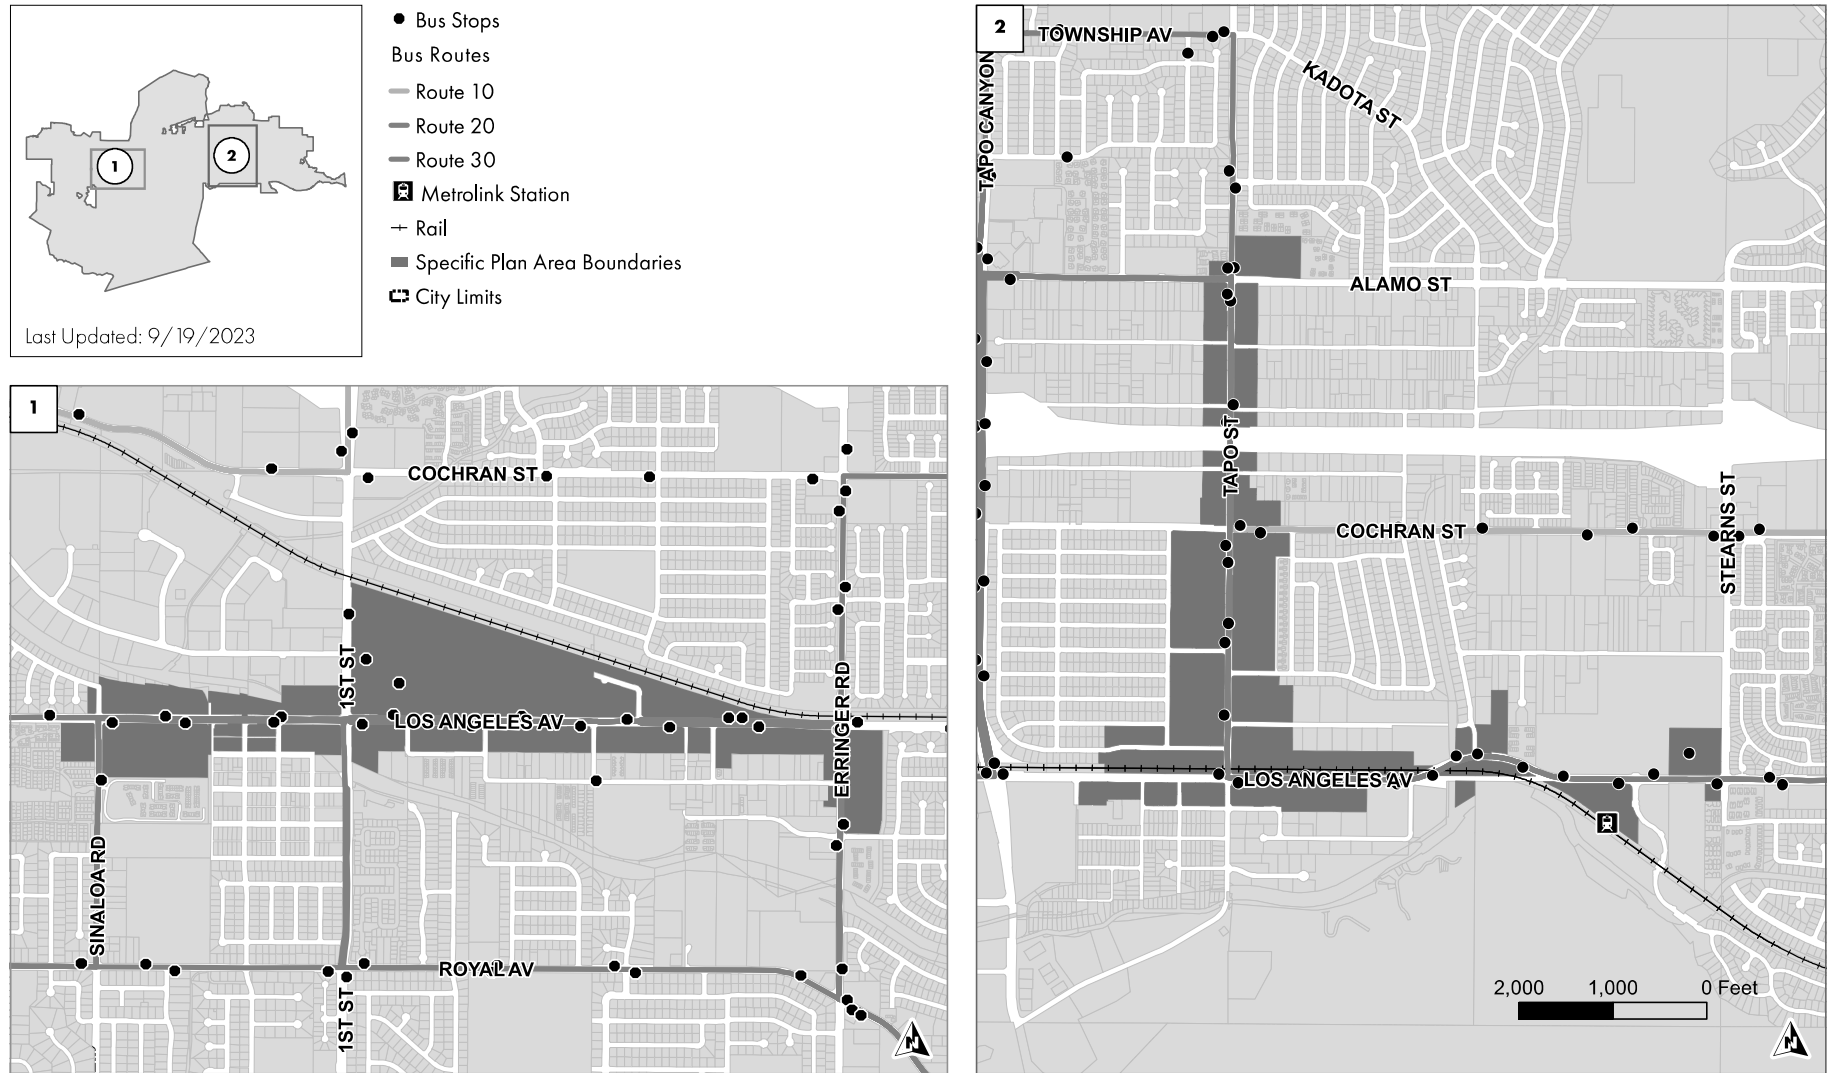 1
2
Last Updated: 9/19/2023
Bus Stops
Bus Routes
Route 10
Route 20
Route 30
Metrolink Station
Rail
Specific Plan Area Boundaries
City Limits
1
COCHRAN ST
1ST ST
LOS ANGELES AV
ERRINGER RD
SINALOA RD
ROYAL AV
1ST ST
N
2
TOWNSHIP AV
TAPO CANYON
KADOTA ST
ALAMO ST
TAPO ST
COCHRAN ST
STEARNS ST
LOS ANGELES AV
2,000 1,000 0 Feet
N